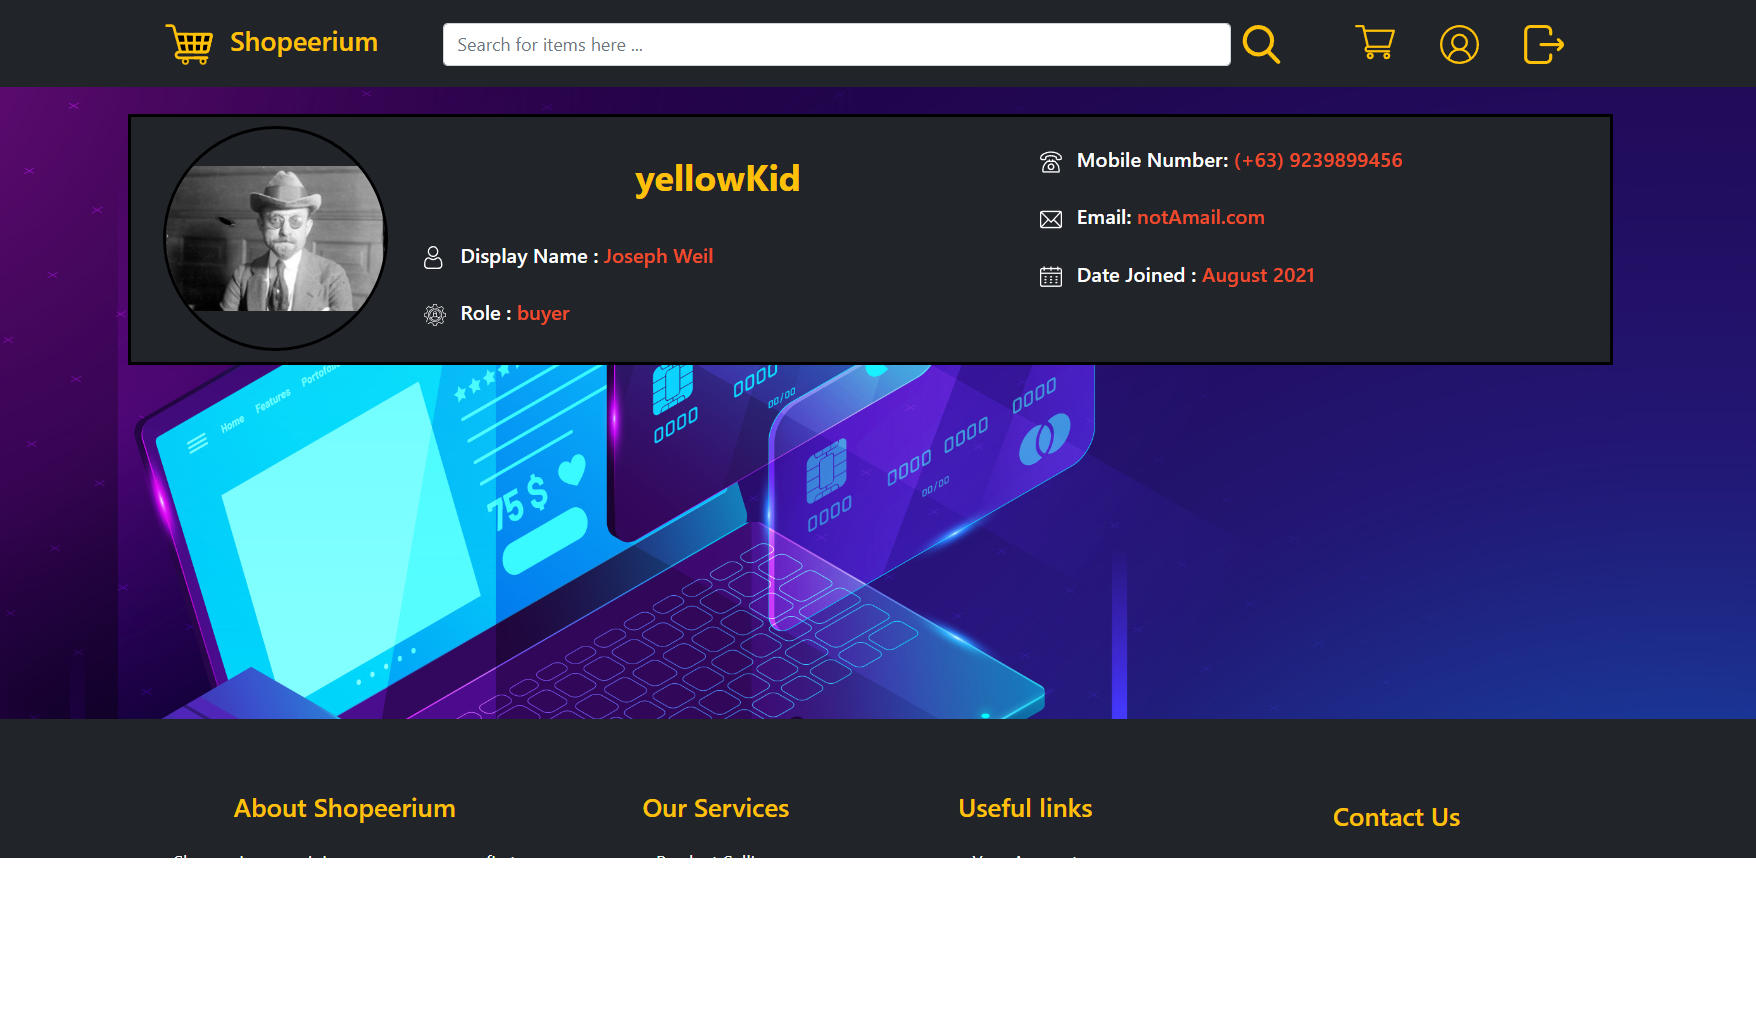 Shopeerium
Search for items here ...
yellowKid
Display Name : Joseph Weil
Role : buyer
Mobile Number: (+63) 9239899456
Email: notAmail.com
Date Joined : August 2021
Home
Features
75 $
0000
0000
00/00
0000
0000
0000
00/00
0000
About Shopeerium
Our Services
Useful links
Contact Us